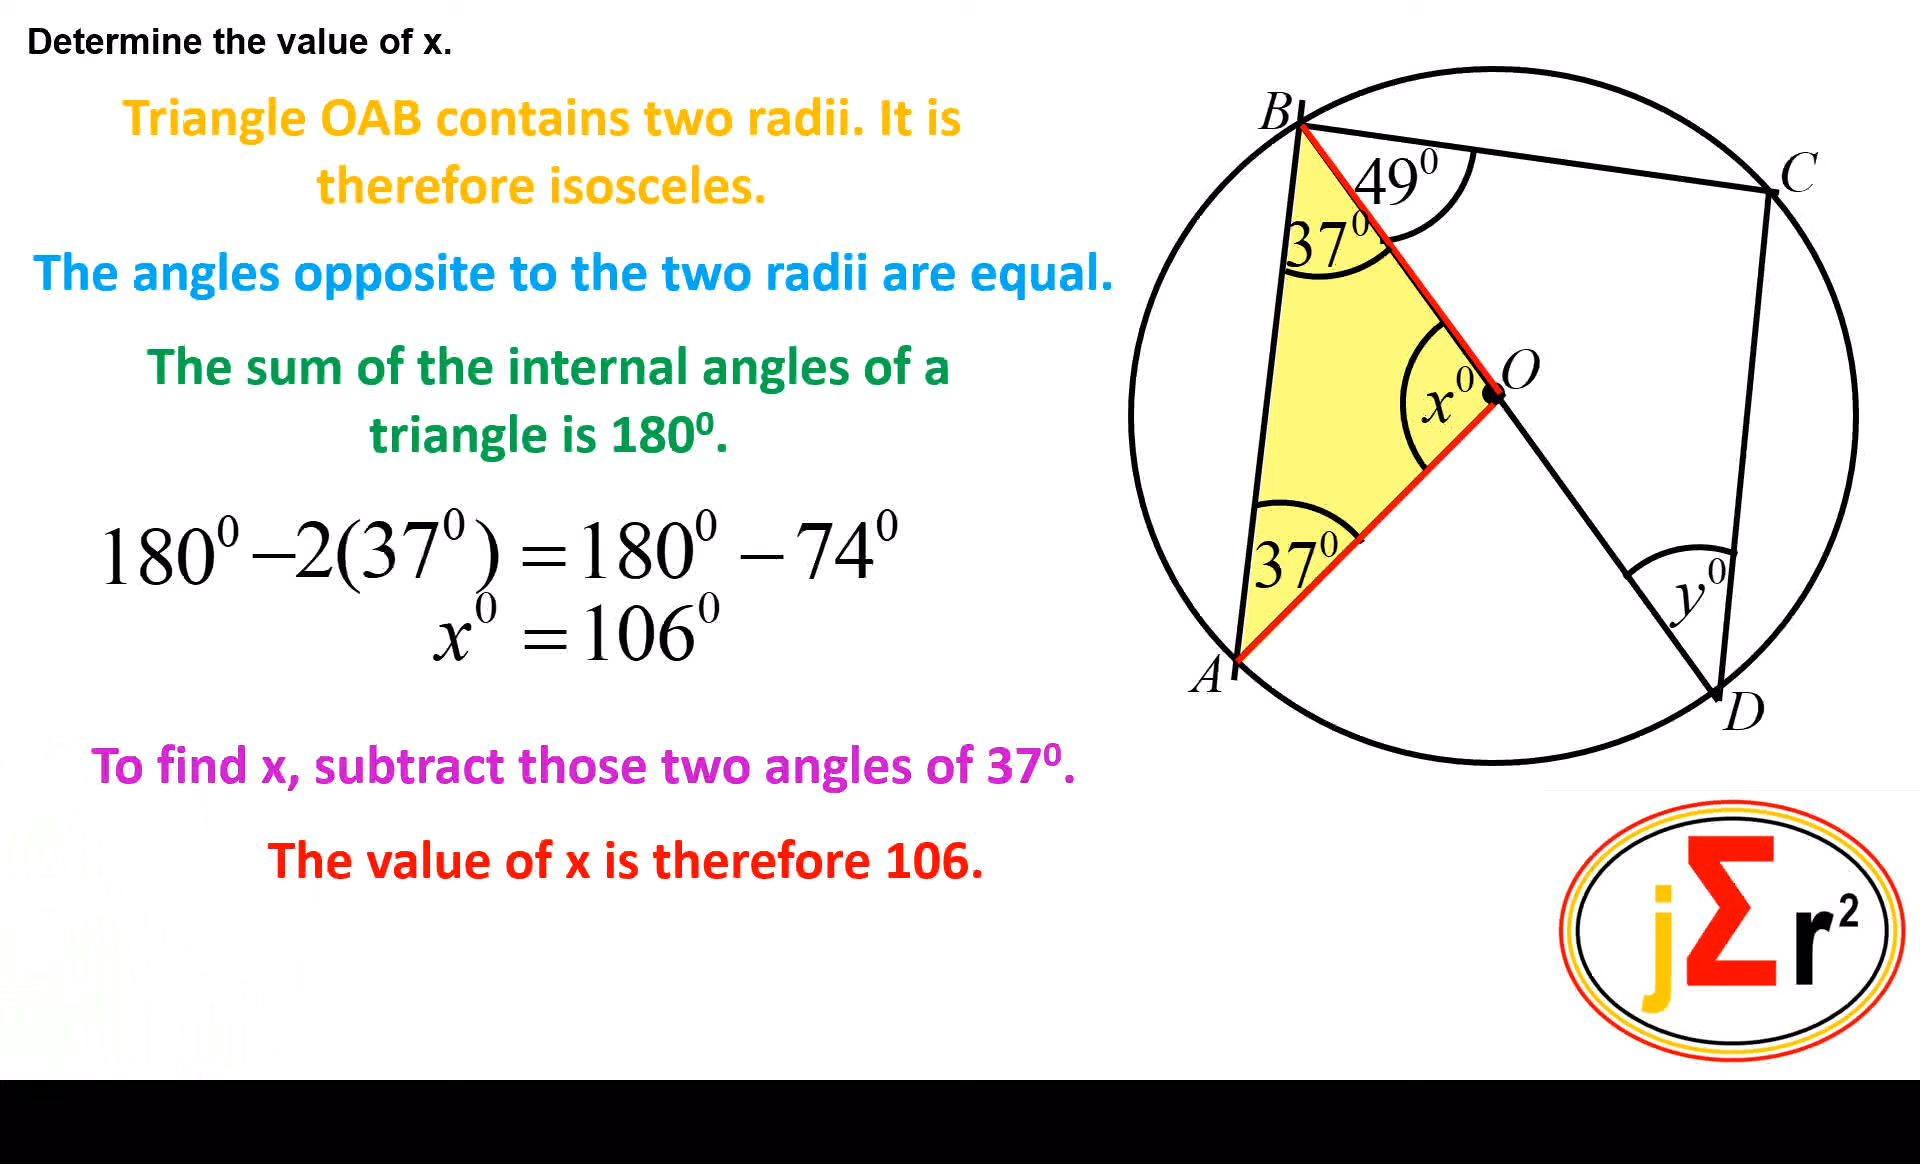 Determine the value of x.
Triangle OAB contains two radii. It is
therefore isosceles.
The angles opposite to the two radii are equal.
The sum of the internal angles of a
triangle is 180⁰.
180⁰ −2(37⁰) = 180⁰ − 74⁰
x⁰ = 106⁰
To find x, subtract those two angles of 37⁰.
The value of x is therefore 106.
B
C
49⁰
37⁰
O
x⁰
37⁰
y⁰
A
D
jΣr²